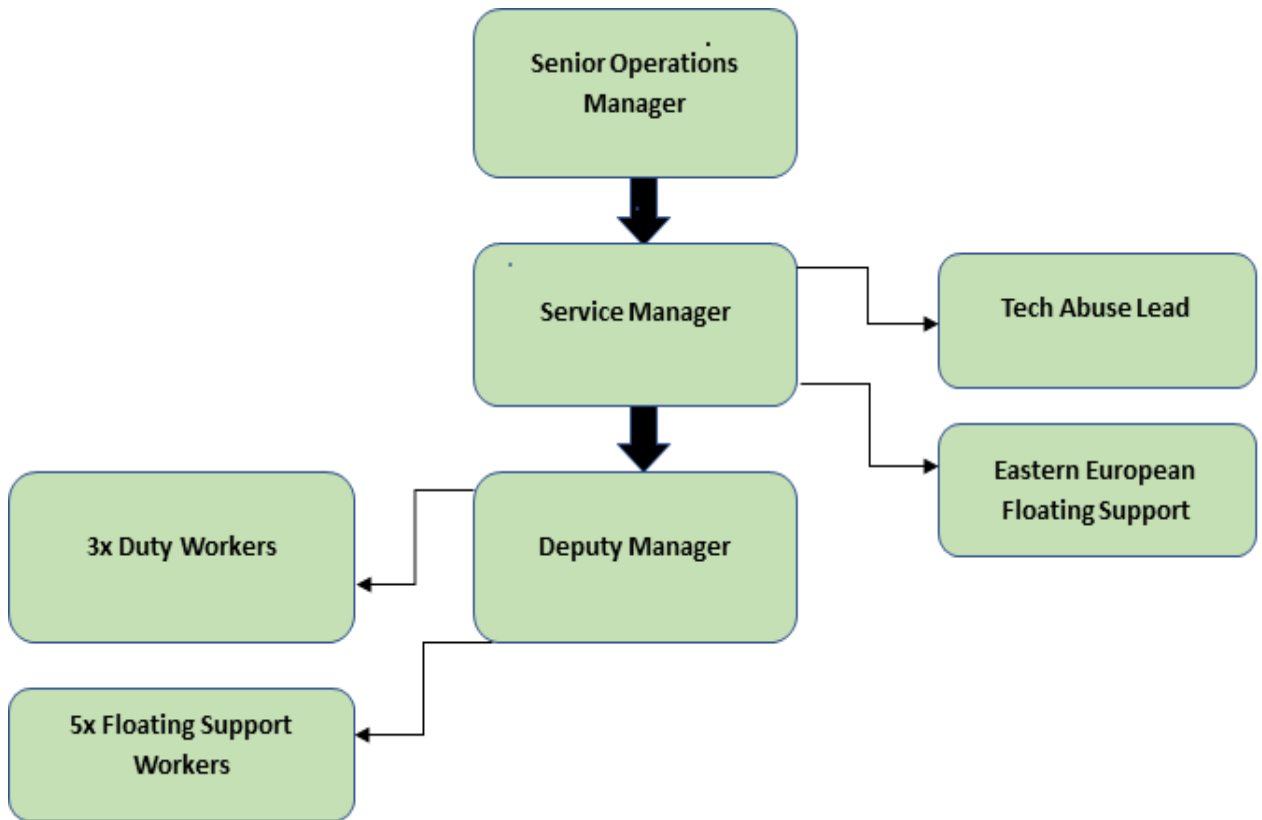 Senior Operations
Manager
Service Manager
Tech Abuse Lead
Eastern European
Floating Support
3x Duty Workers
Deputy Manager
5x Floating Support
Workers